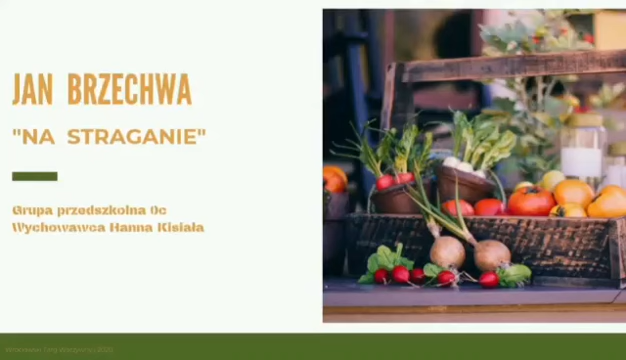 JAN BRZECHWA
"NA STRAGANIE"
Grupa przedszkolna 0c
Wychowawca Hanna Kisiała